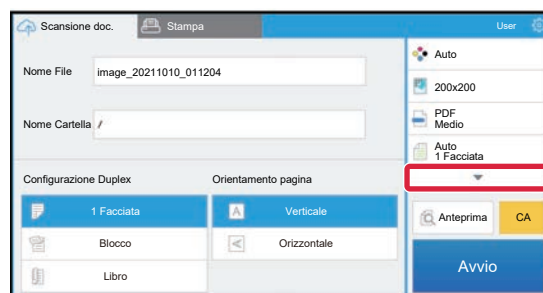 Scansione doc.
Stampa
User
Nome File
image_20211010_011204
Nome Cartella
/
Configurazione Duplex
Orientamento pagina
1 Facciata
Verticale
Blocco
Orizzontale
Libro
Auto
200x200
PDF
Medio
Auto
1 Facciata
Anteprima
CA
Avvio